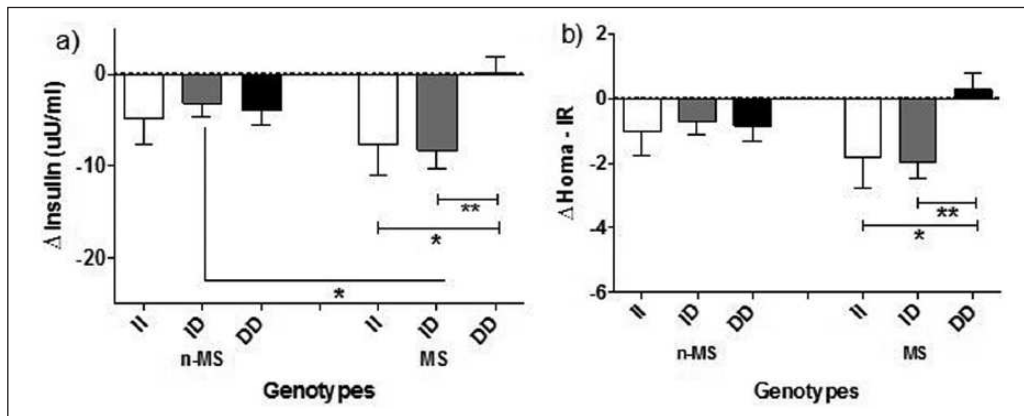 a)
Δ Insulin (uU/ml)
0
-10
-20
**
*
*
II ID DD II ID DD
n-MS MS
Genotypes
b)
Δ Homa - IR
2
0
-2
-4
-6
**
*
II ID DD II ID DD
n-MS MS
Genotypes